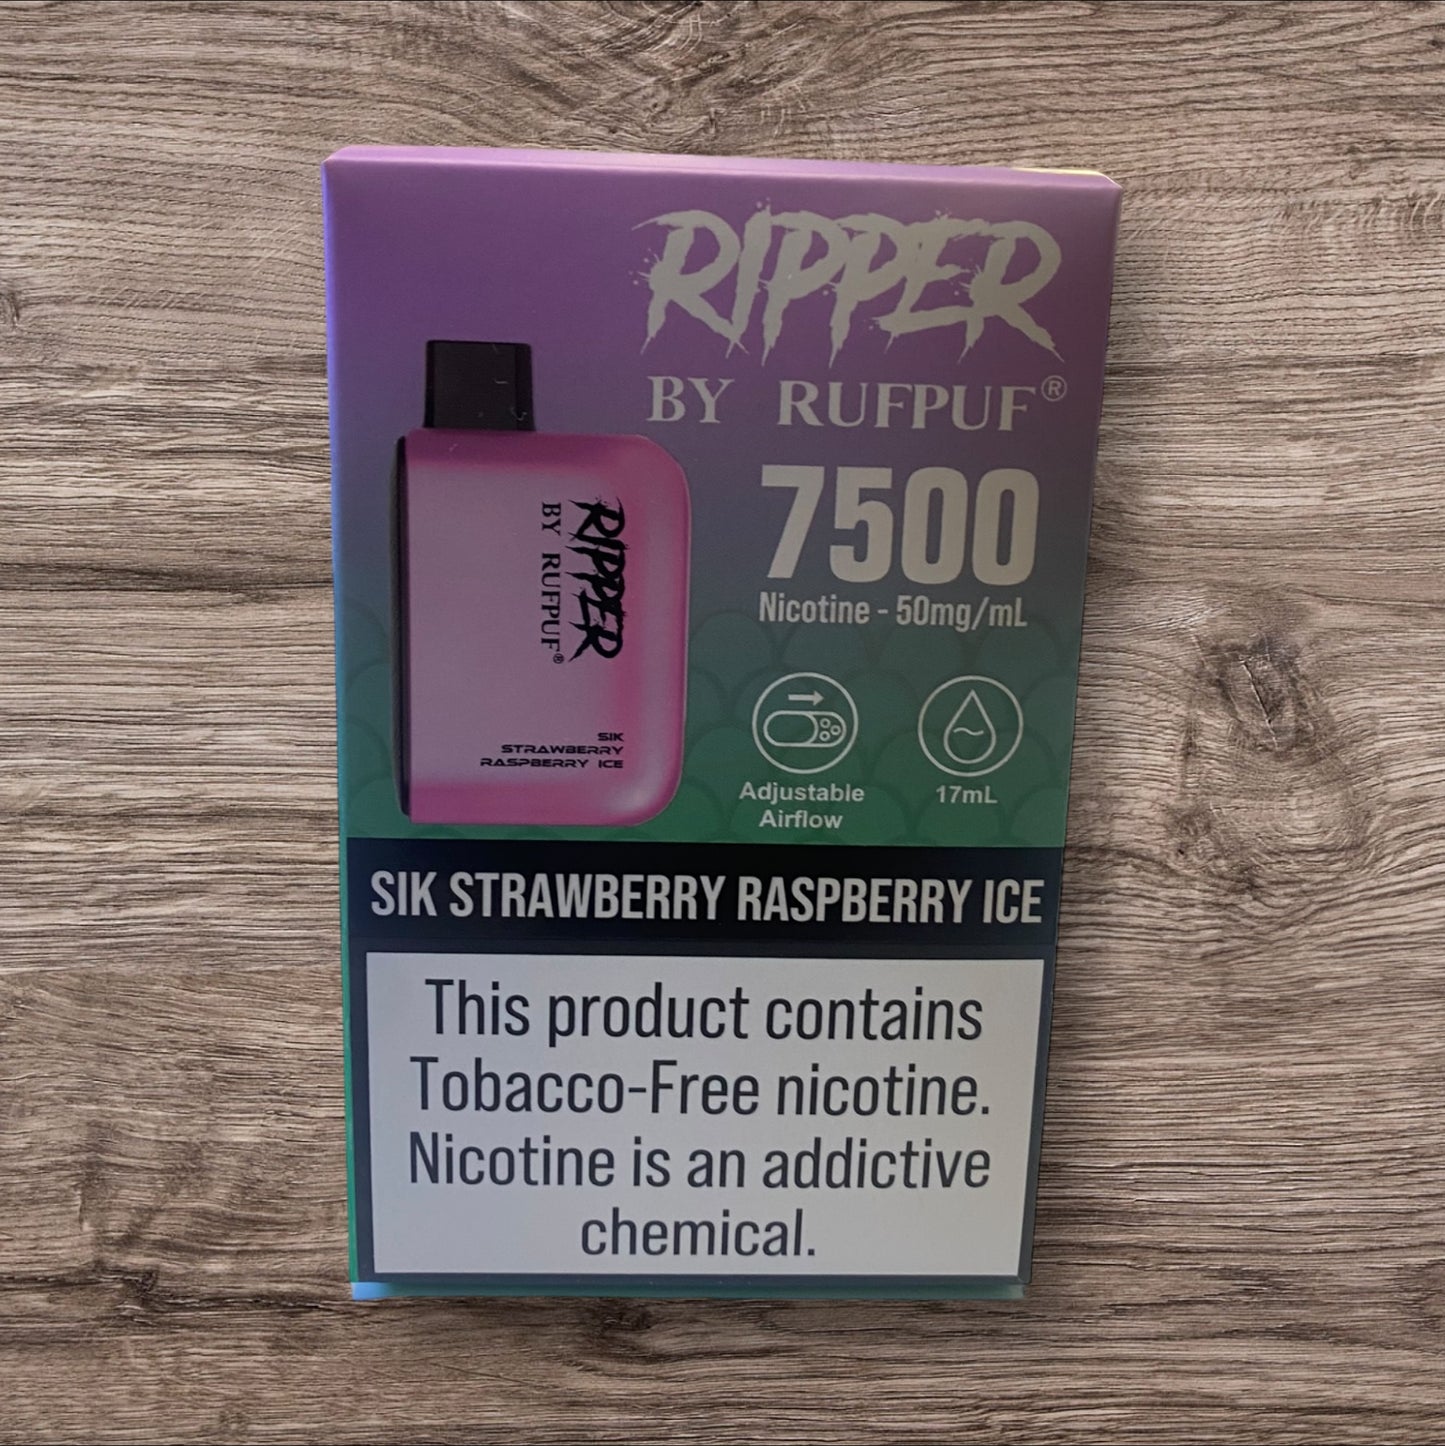 RIPPER
BY RUFPUF®
7500
Nicotine - 50mg/mL
RIPPER
BY RUFPUF®
SIK
STRAWBERRY
RASPBERRY ICE
Adjustable
Airflow
17mL
SIK STRAWBERRY RASPBERRY ICE
This product contains
Tobacco-Free nicotine.
Nicotine is an addictive
chemical.